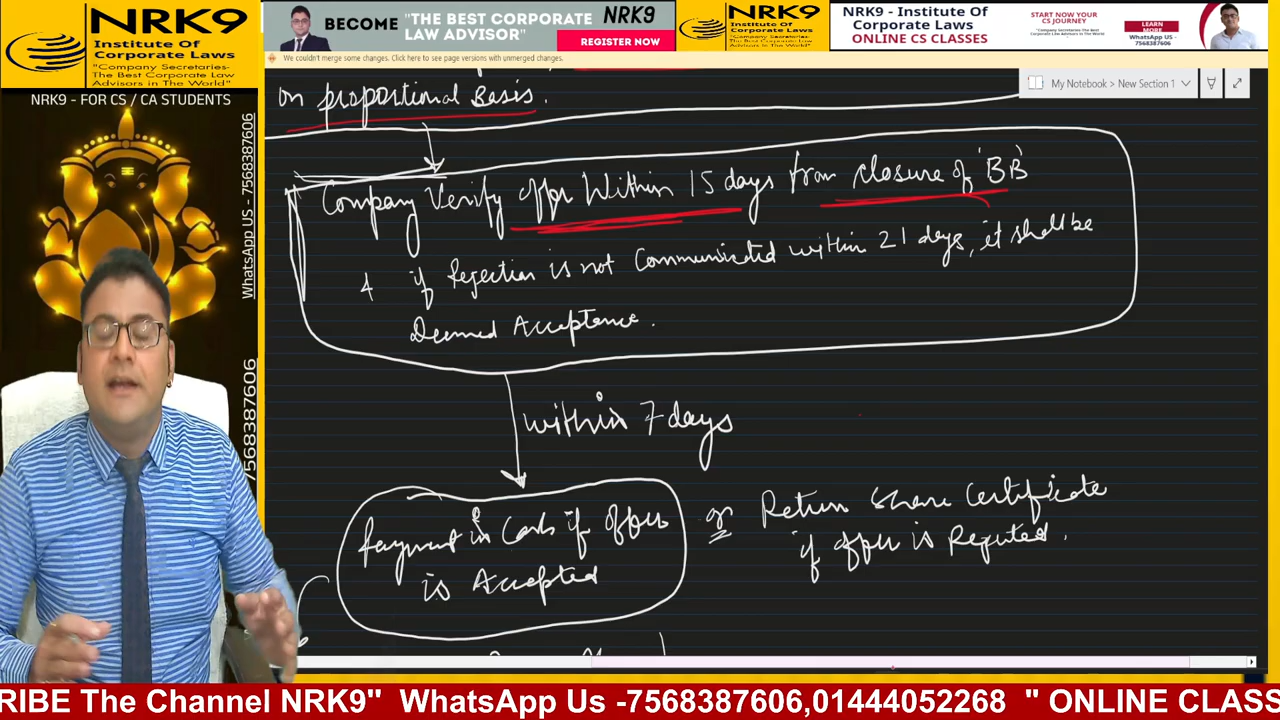 NRK9
Institute Of
Corporate Laws
"Company Secretaries-
The Best Corporate Law
Advisors in The World"
NRK9 - FOR CS / CA STUDENTS
BECOME "THE BEST CORPORATE
LAW ADVISOR"
NRK9
REGISTER NOW
NRK9
Institute Of
Corporate Laws
NRK9 - Institute Of
Corporate Laws
ONLINE CS CLASSES
START NOW YOUR
CS JOURNEY
LEARN
MORE
WhatsApp US -
7568387606
We couldn't merge some changes. Click here to see page versions with unmerged changes.
My Notebook > New Section 1
on proportional Basis.
Company Verify offer Within 15 days from closure of 'BB'
& if Rejection is not Communicated within 21 days, it shall be
Deemed Acceptance.
within 7 days
Payment in Cash if offer
is Accepted
or Return Share Certificate
if offer is Rejected.
WhatsApp US - 7568387606
7568387606
RIBE The Channel NRK9" WhatsApp Us -7568387606,01444052268 " ONLINE CLASS